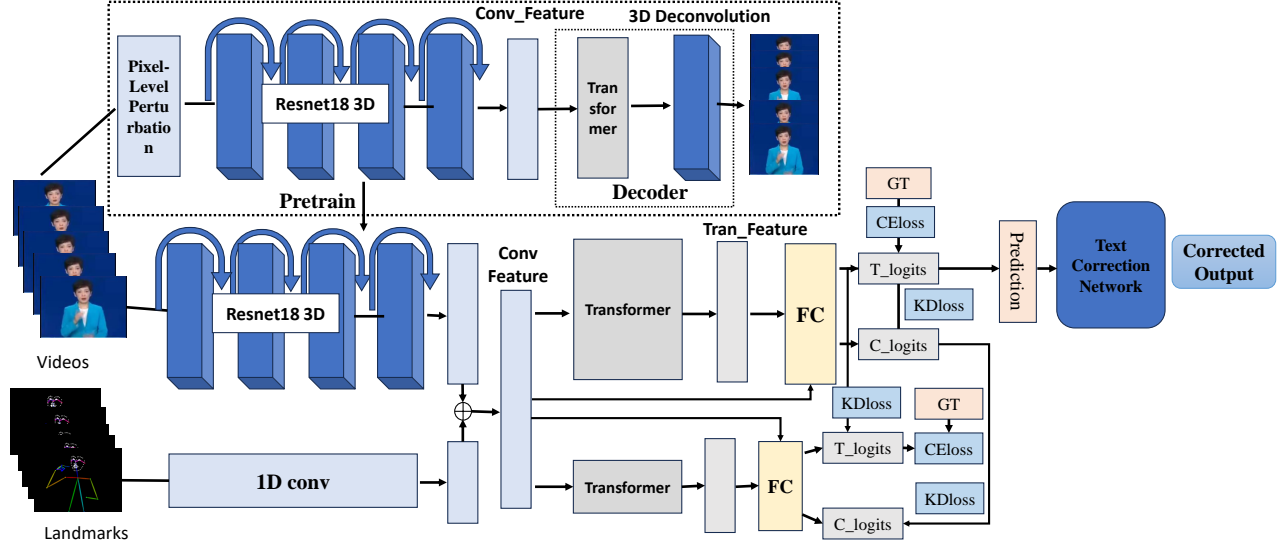 Conv_Feature
3D Deconvolution
Pixel-
Level
Pertu
rbatio
n
Resnet18 3D
Tran
sfor
mer
Decoder
Pretrain
Videos
Resnet18 3D
Conv
Feature
Transformer
Tran_Feature
FC
GT
CEloss
T_logits
KDloss
C_logits
Prediction
Text
Correction
Network
Corrected
Output
Landmarks
1D conv
Transformer
FC
KDloss
GT
T_logits
CEloss
KDloss
C_logits